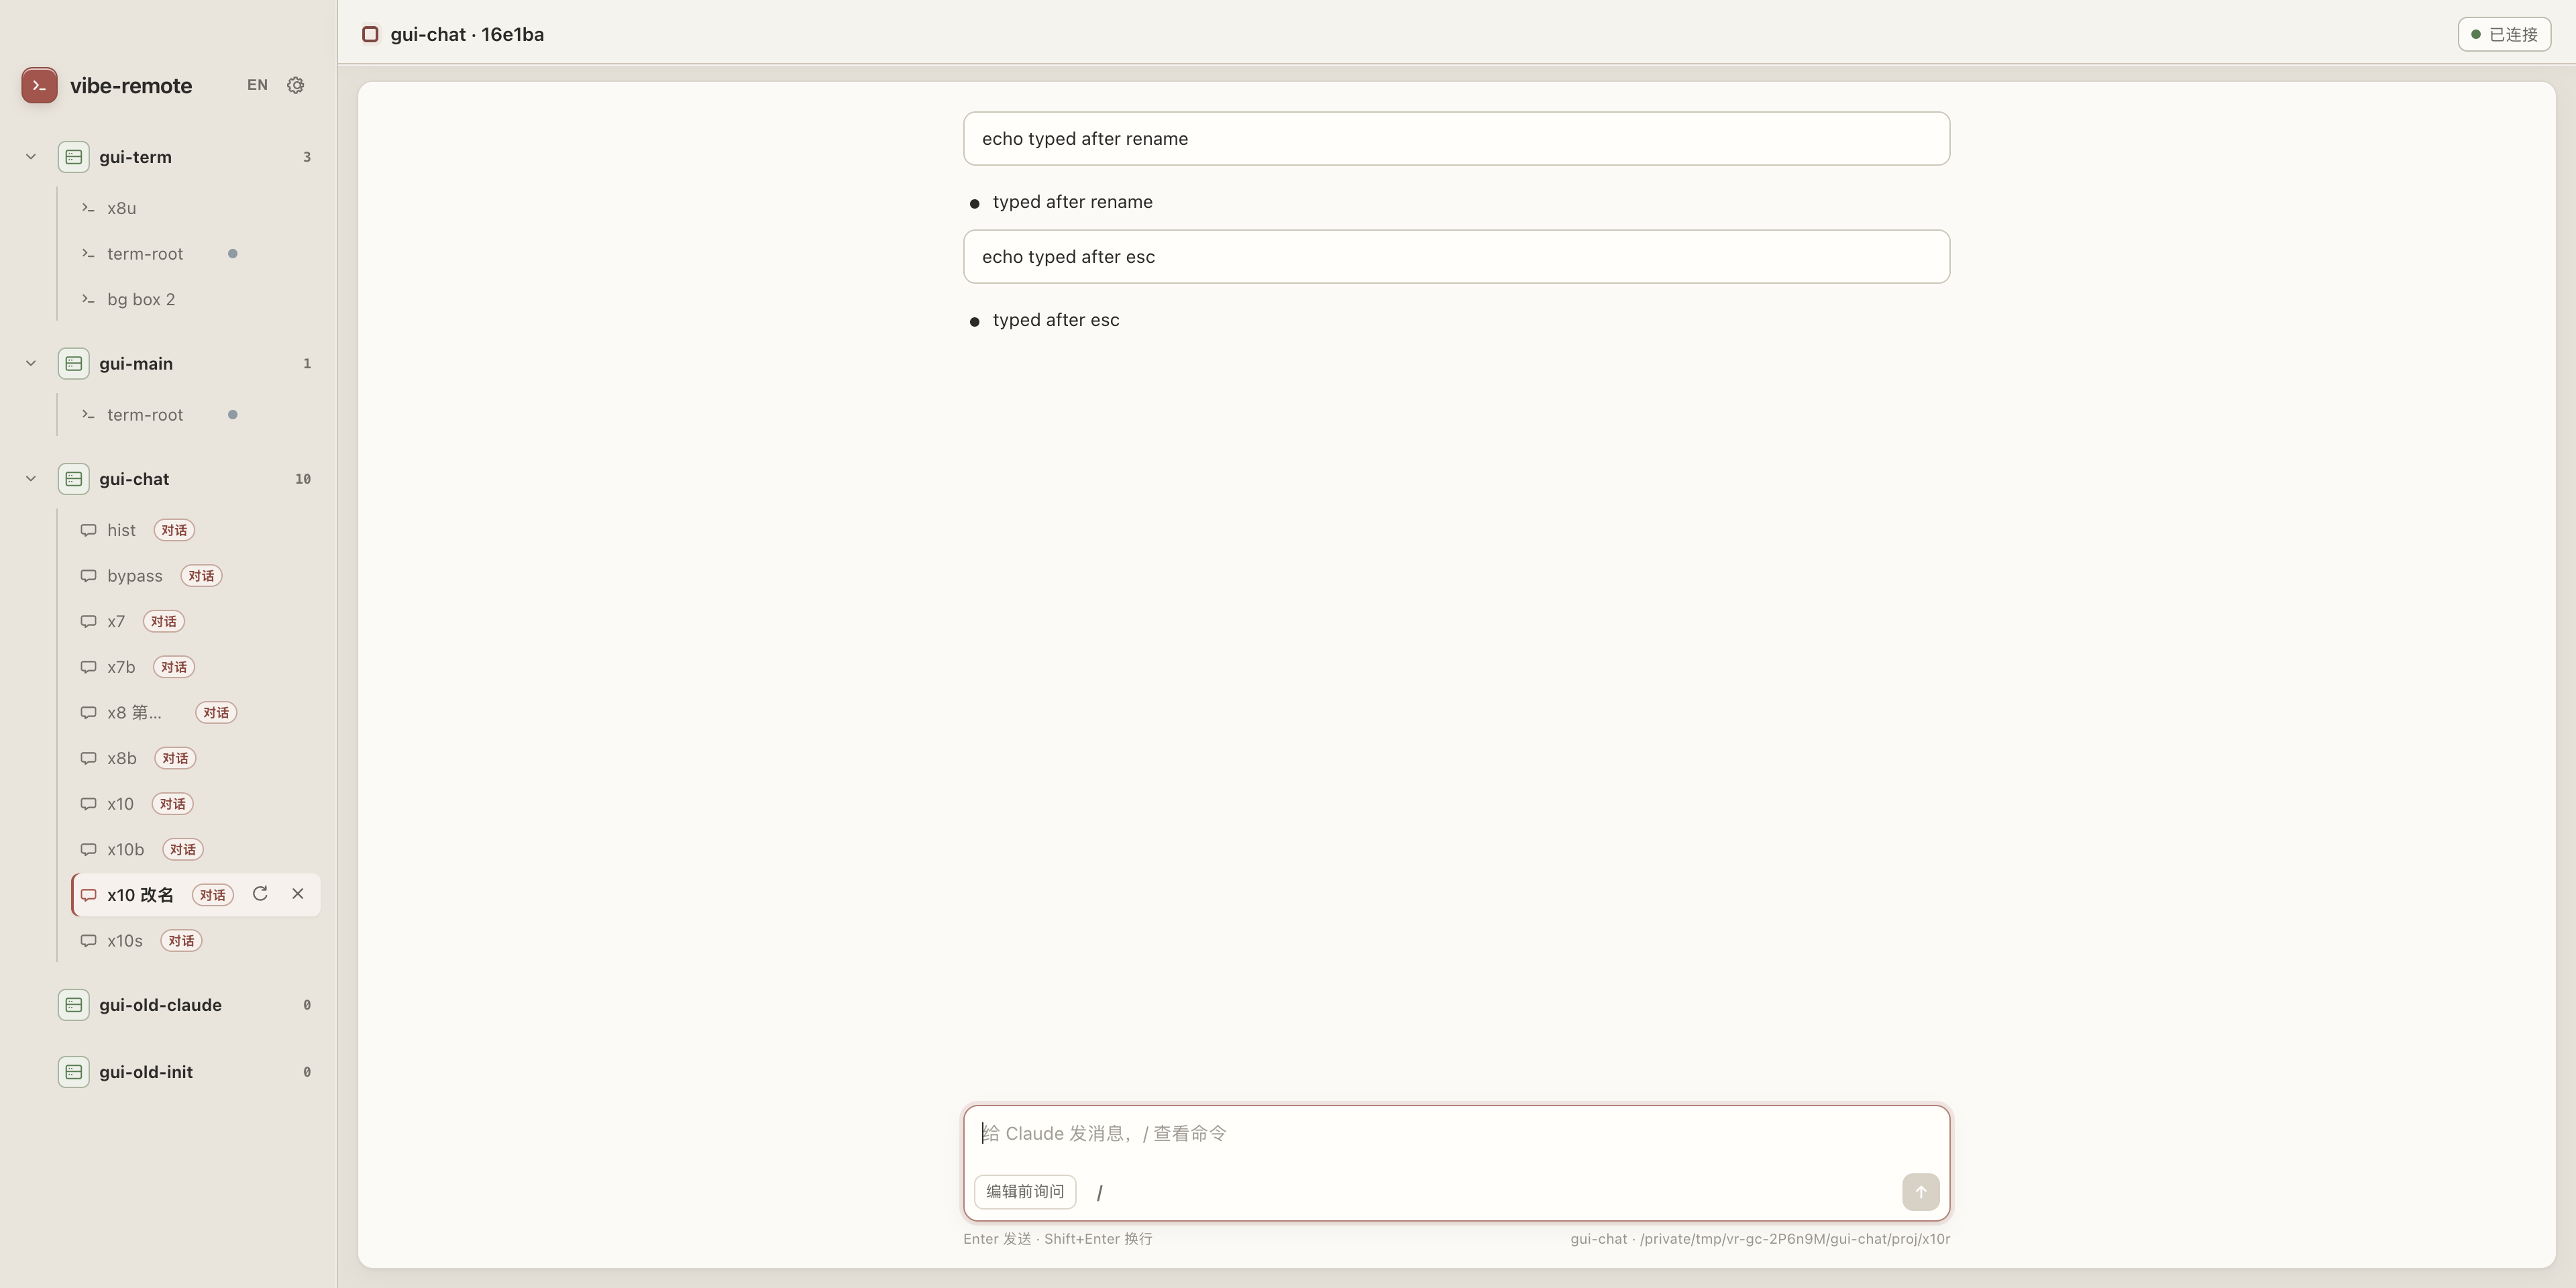 vibe-remote EN
gui-term 3
x8u
term-root
bg box 2
gui-main 1
term-root
gui-chat 10
hist 对话
bypass 对话
x7 对话
x7b 对话
x8 第... 对话
x8b 对话
x10 对话
x10b 对话
x10 改名 对话
x10s 对话
gui-old-claude 0
gui-old-init 0
gui-chat · 16e1ba 已连接
echo typed after rename
typed after rename
echo typed after esc
typed after esc
给 Claude 发消息，/ 查看命令
编辑前询问 /
Enter 发送 · Shift+Enter 换行 gui-chat · /private/tmp/vr-gc-2P6n9M/gui-chat/proj/x10r